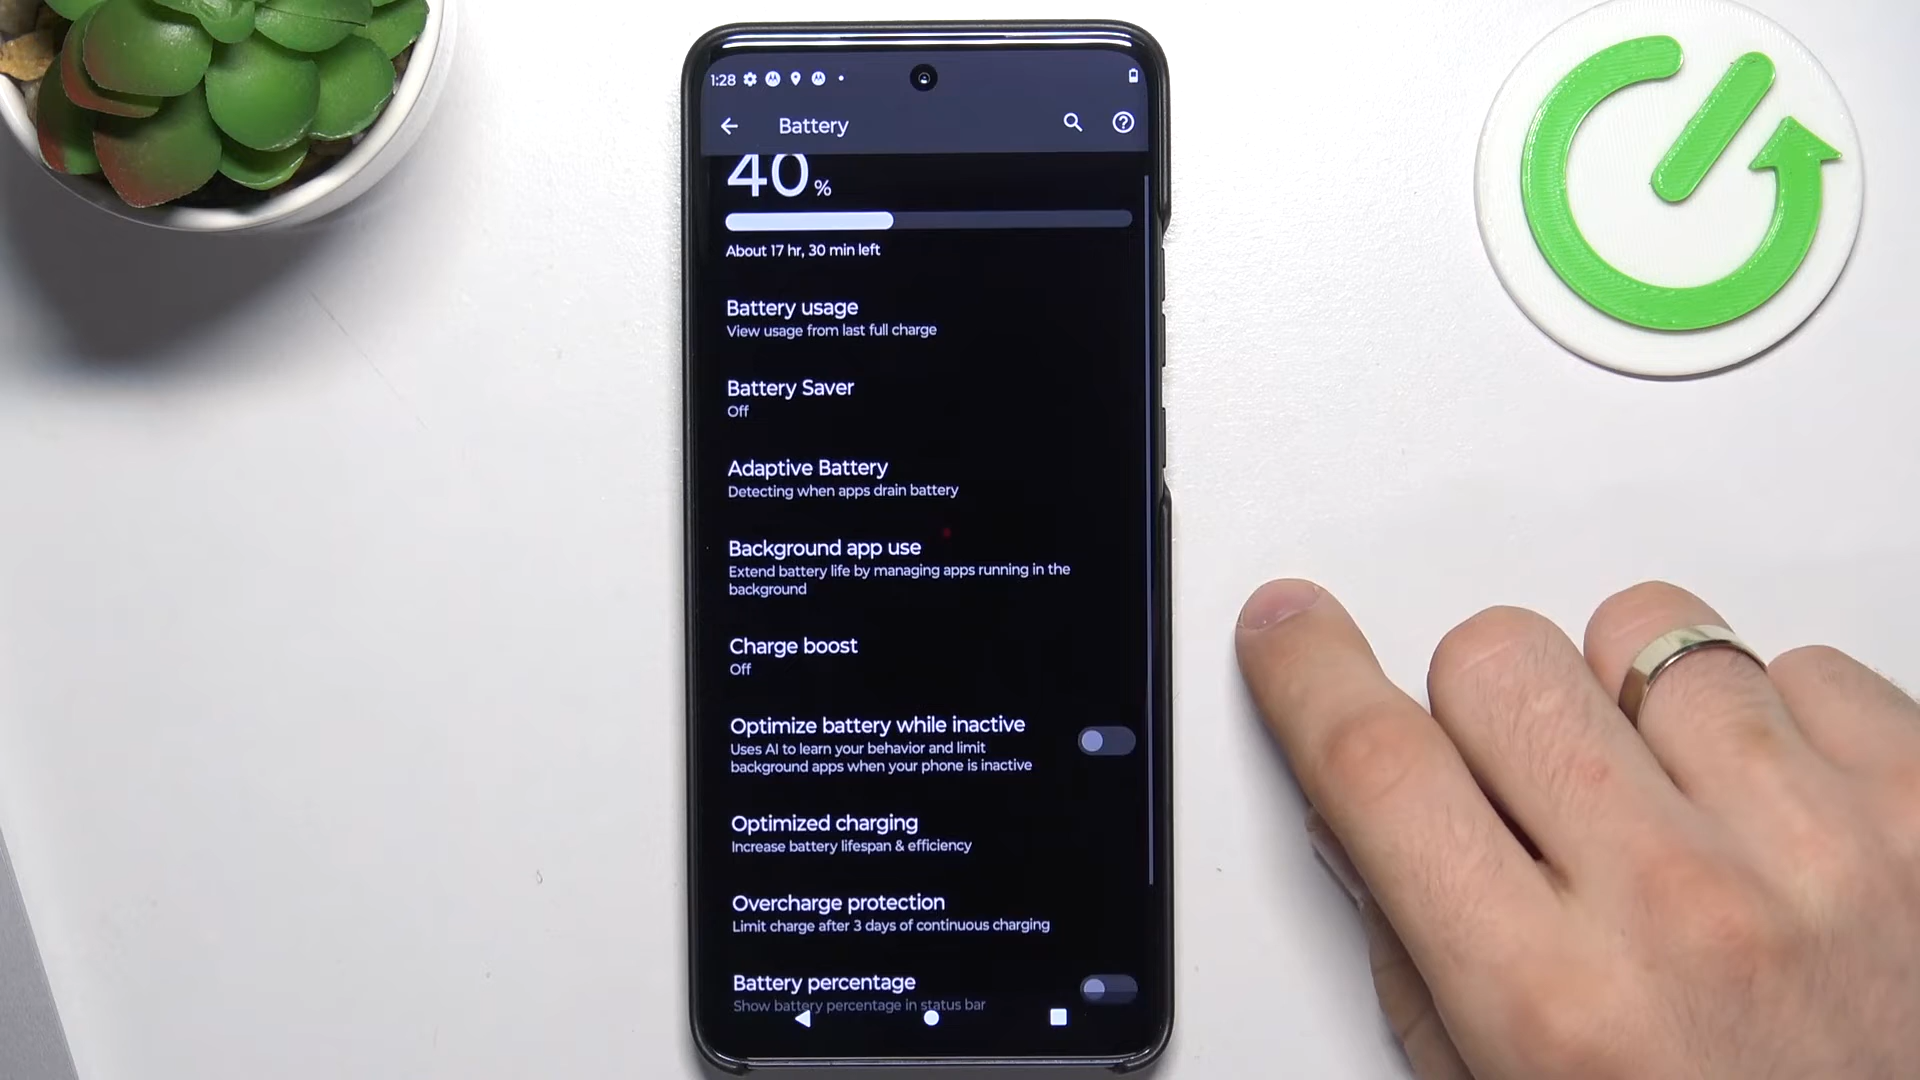 1:28
Battery
40 %
About 17 hr, 30 min left
Battery usage
View usage from last full charge
Battery Saver
Off
Adaptive Battery
Detecting when apps drain battery
Background app use
Extend battery life by managing apps running in the
background
Charge boost
Off
Optimize battery while inactive
Uses AI to learn your behavior and limit
background apps when your phone is inactive
Optimized charging
Increase battery lifespan & efficiency
Overcharge protection
Limit charge after 3 days of continuous charging
Battery percentage
Show battery percentage in status bar